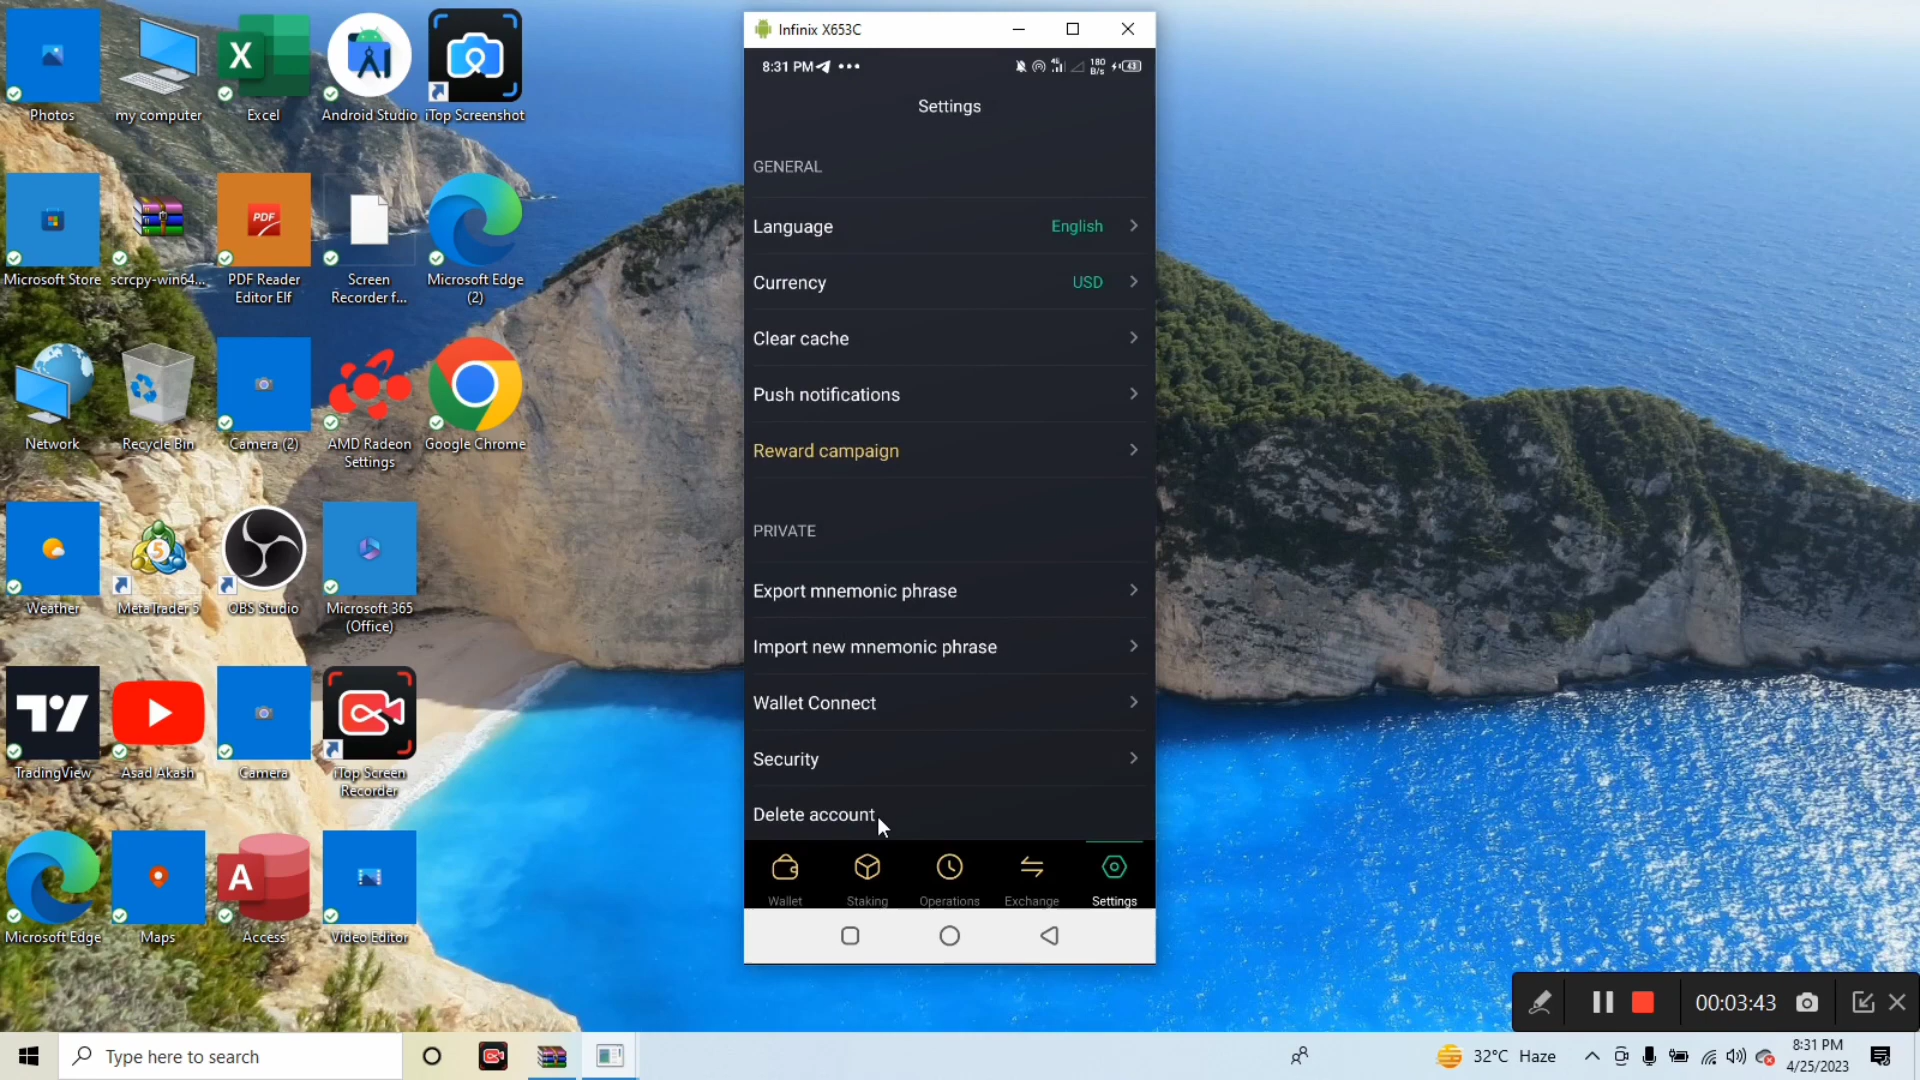 Photos
my computer
Excel
Android Studio
iTop Screenshot
Microsoft Store
scrcpy-win64...
PDF
PDF Reader
Editor Elf
Screen
Recorder f...
Microsoft Edge
(2)
Network
Recycle Bin
Camera (2)
AMD Radeon
Settings
Google Chrome
Weather
5
MetaTrader 5
OBS Studio
Microsoft 365
(Office)
TradingView
Asad Akash
Camera
iTop Screen
Recorder
Microsoft Edge
Maps
A
Access
Video Editor
Infinix X653C
8:31 PM
4G
180
B/s
43
Settings
GENERAL
Language English
Currency USD
Clear cache
Push notifications
Reward campaign
PRIVATE
Export mnemonic phrase
Import new mnemonic phrase
Wallet Connect
Security
Delete account
Wallet
Staking
Operations
Exchange
Settings
00:03:43
Type here to search
32°C Haze
8:31 PM
4/25/2023